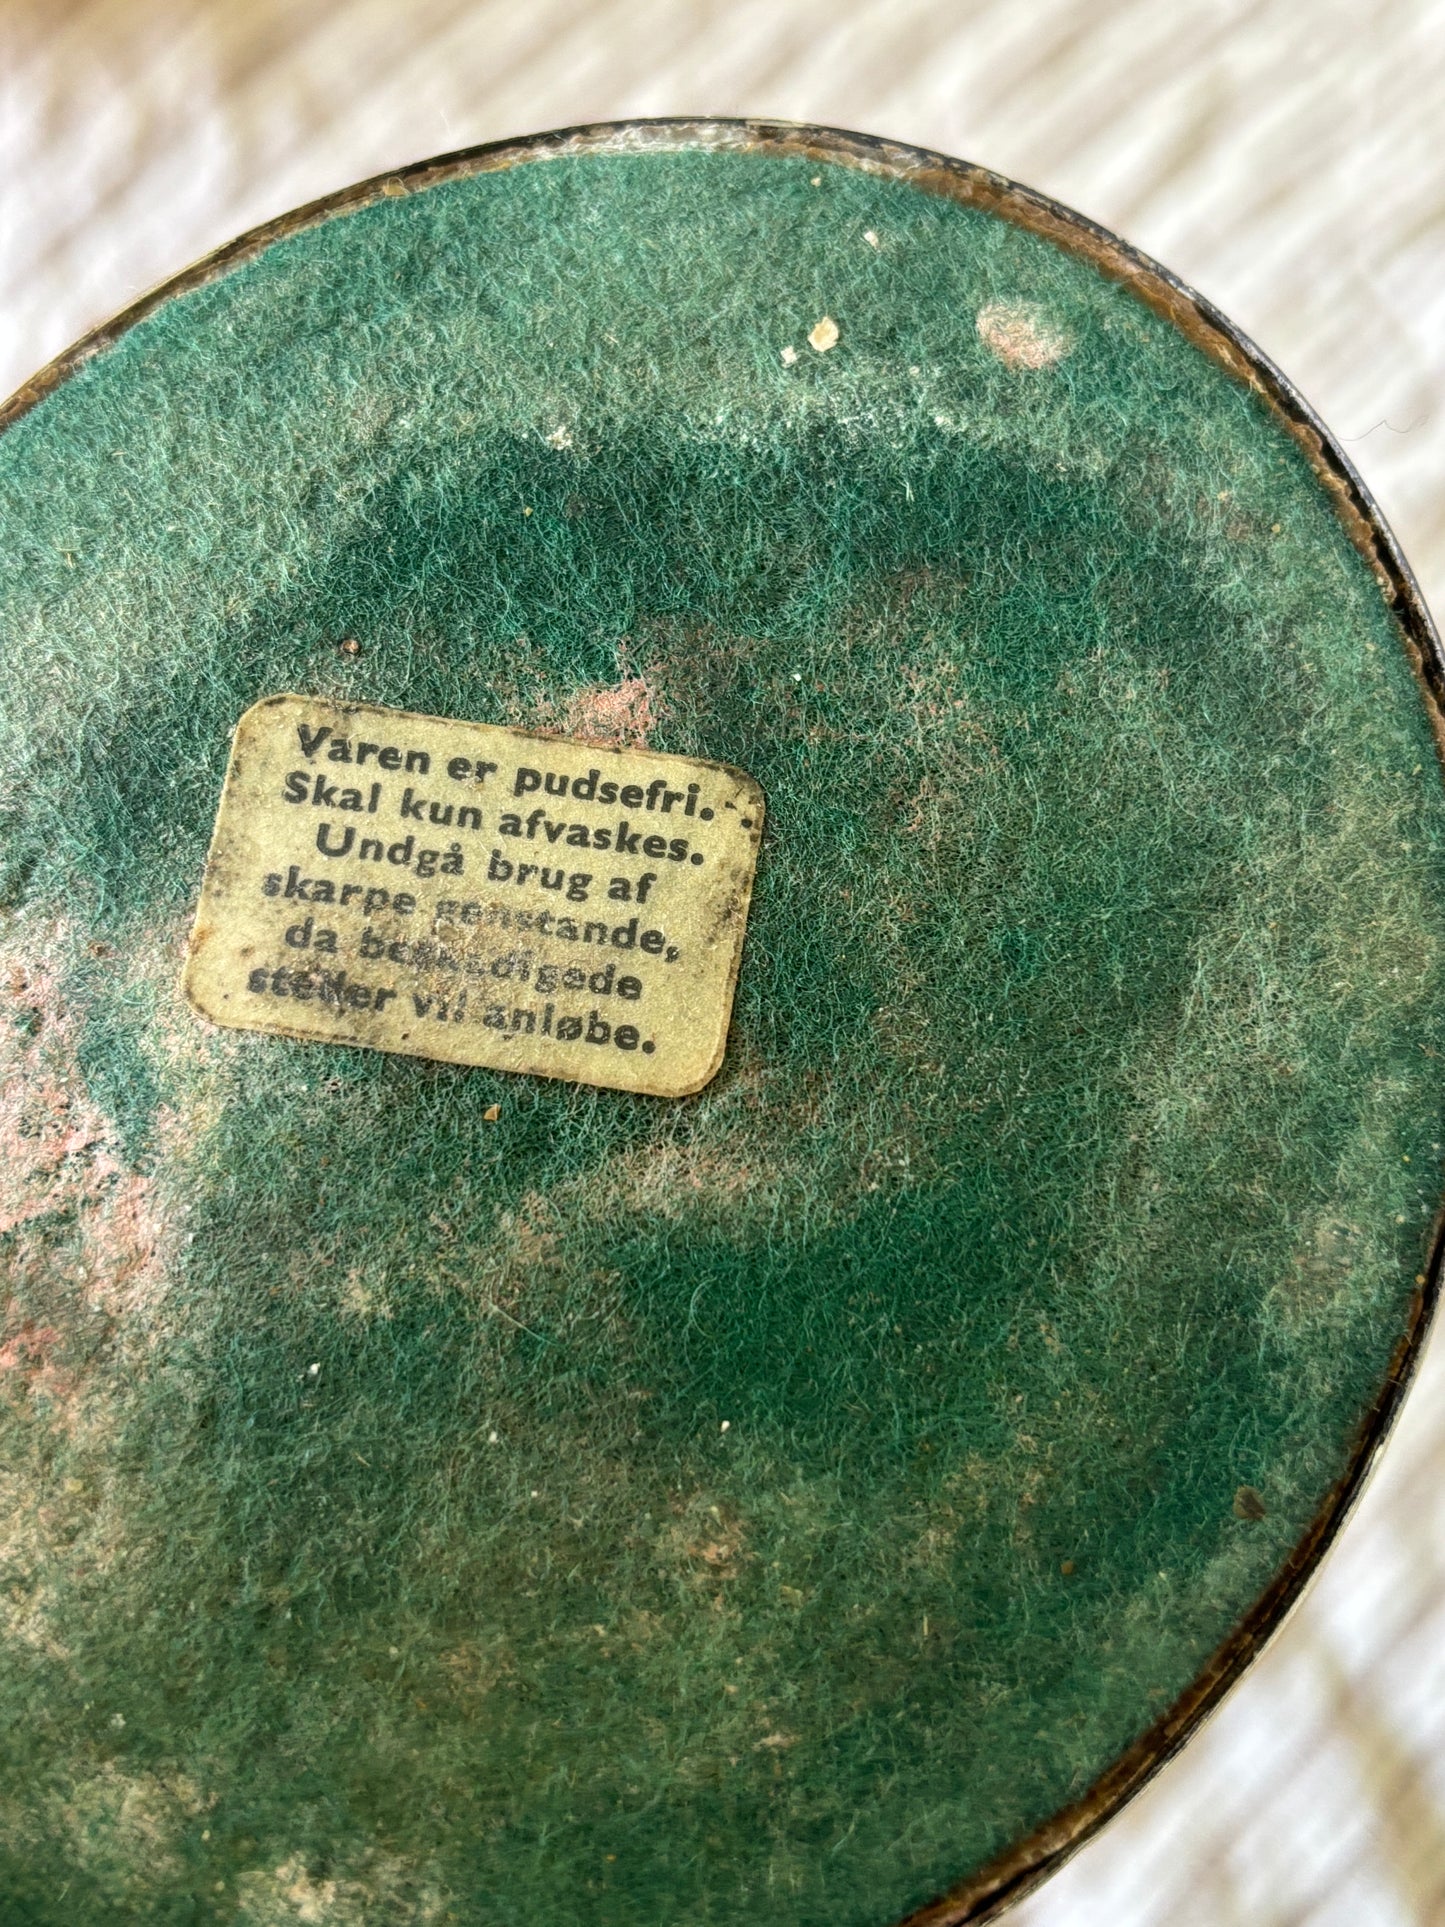 Varen er pudsefri.
Skal kun afvaskes.
Undgå brug af
skarpe genstande,
da beskadigede
steder vil anløbe.